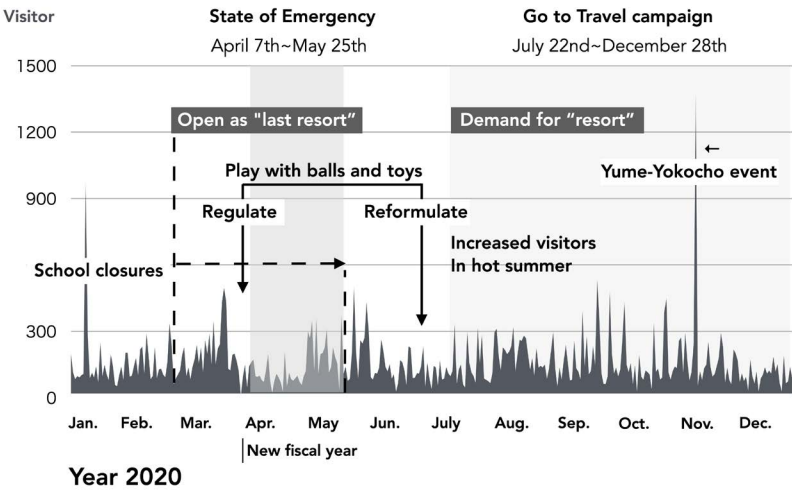 Visitor
State of Emergency
April 7th~May 25th
Go to Travel campaign
July 22nd~December 28th
1500
Open as "last resort”
Demand for “resort”
1200
Play with balls and toys
Yume-Yokocho event
900
Regulate
Reformulate
Increased visitors
In hot summer
School closures
300
0
Jan. Feb. Mar. Apr. May Jun. July Aug. Sep. Oct. Nov. Dec.
New fiscal year
Year 2020